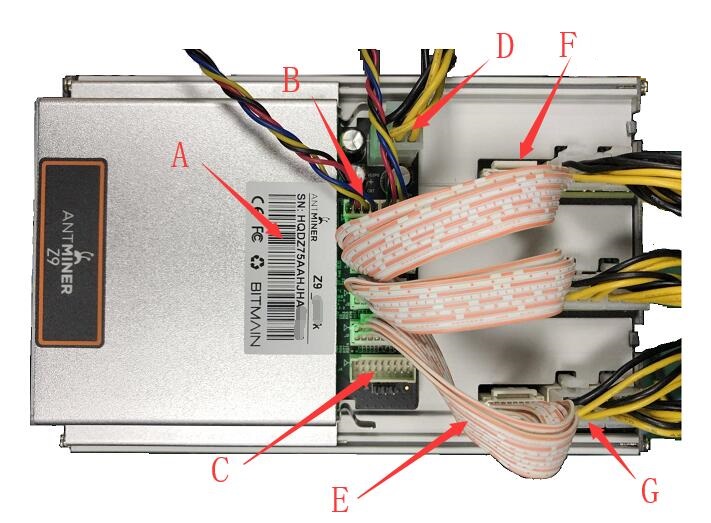 D
F
B
A
ANTMINER
Z9
ANTMINER
Z9
k
SN: HQDZ75AAHJHA
CE FC
BITMAIN
C
E
G